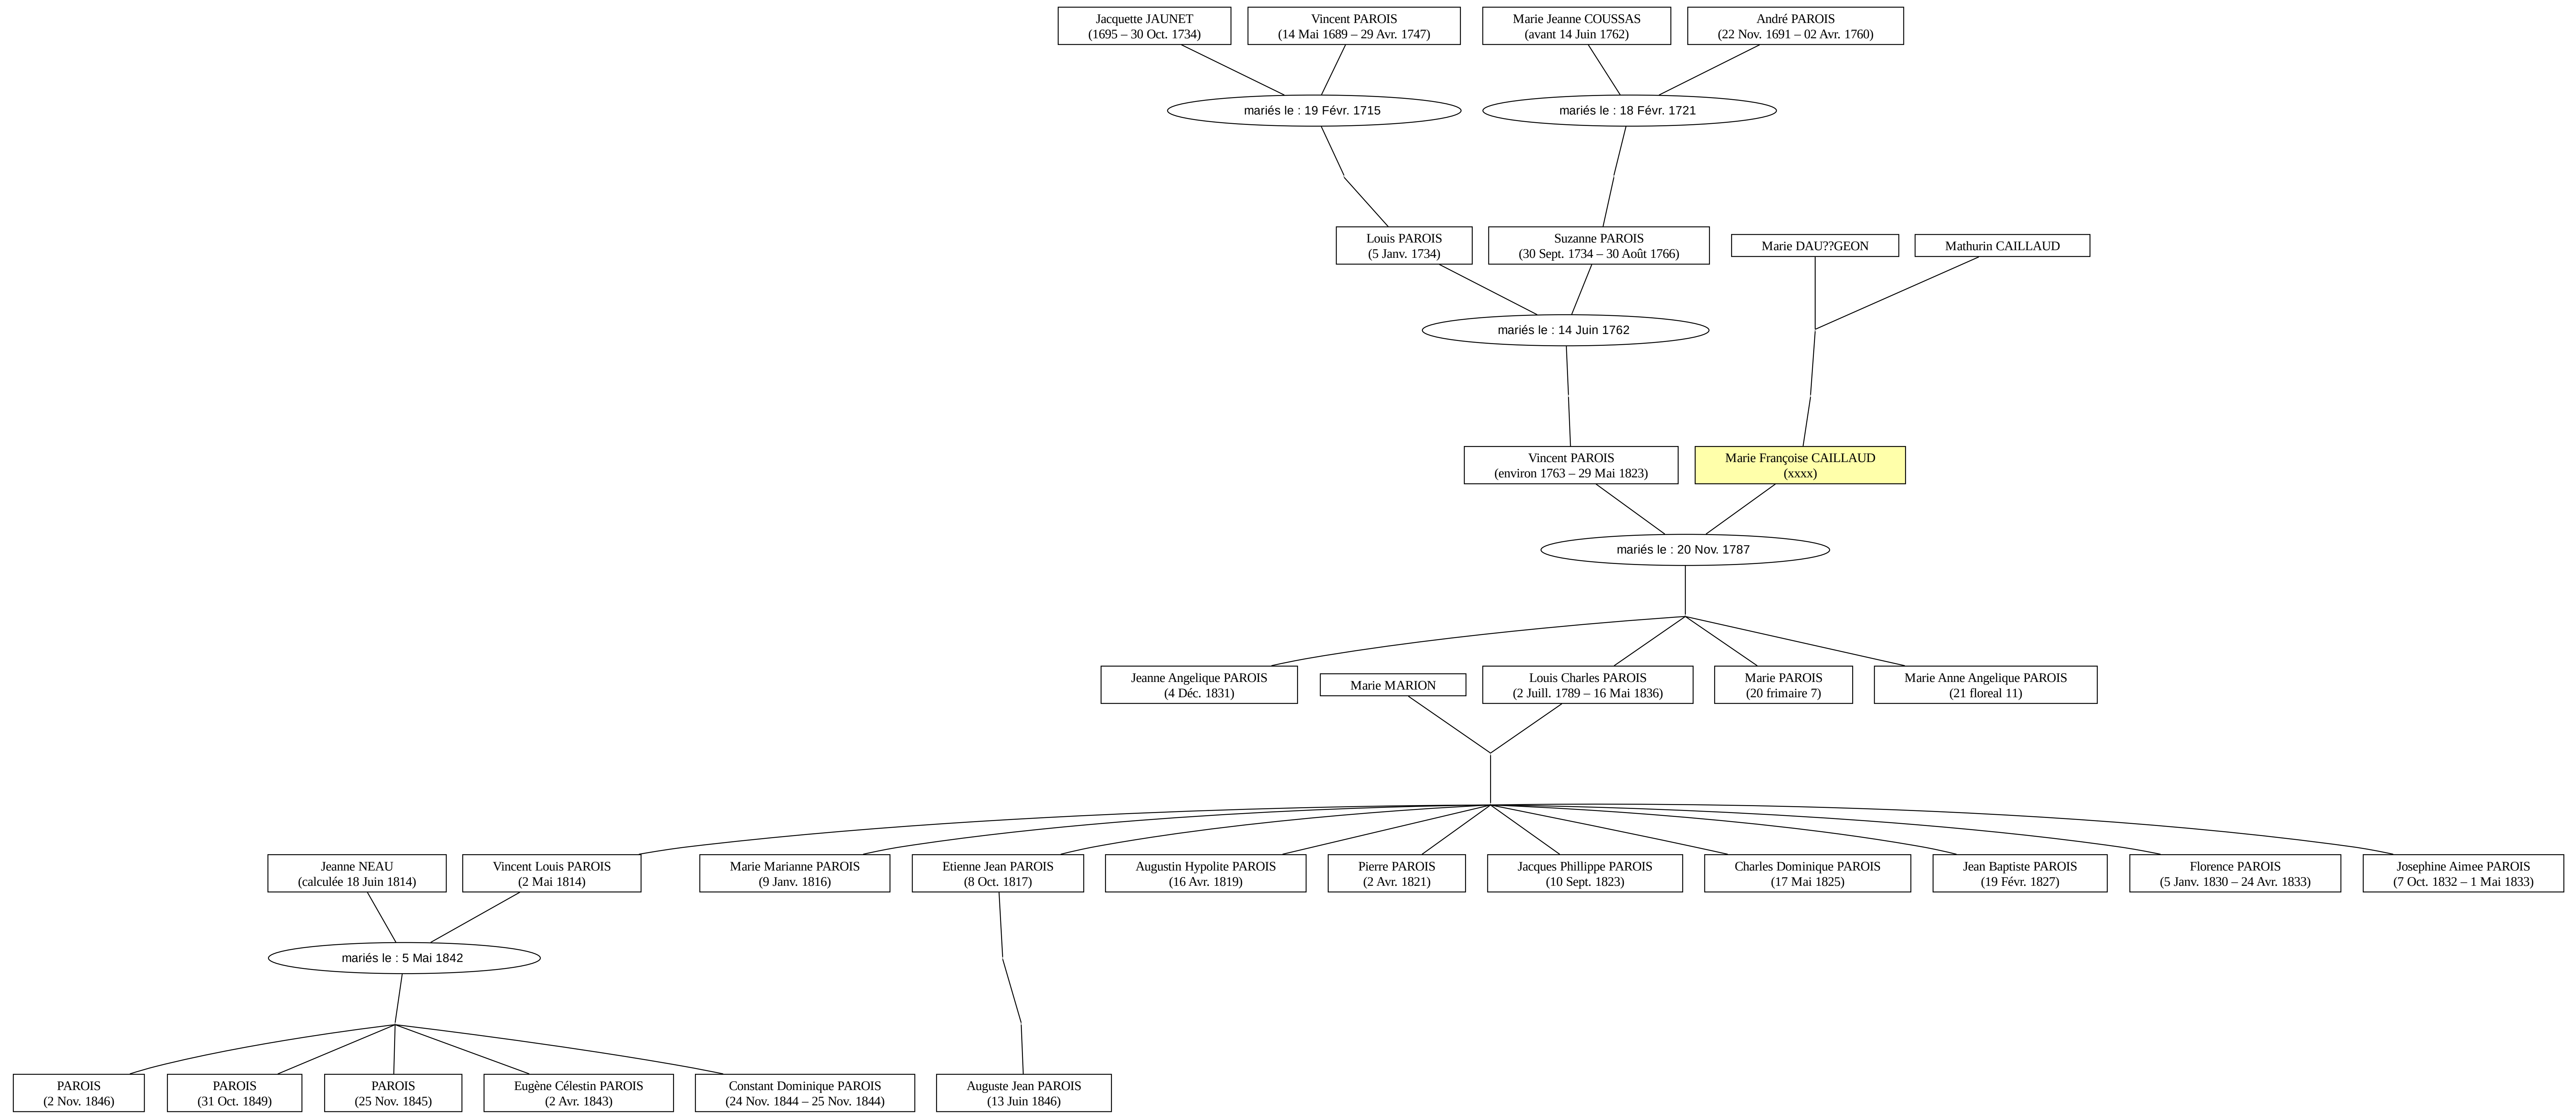 Jacquette JAUNET
(1695 – 30 Oct. 1734)
Vincent PAROIS
(14 Mai 1689 – 29 Avr. 1747)
Marie Jeanne COUSSAS
(avant 14 Juin 1762)
André PAROIS
(22 Nov. 1691 – 02 Avr. 1760)
mariés le : 19 Févr. 1715
mariés le : 18 Févr. 1721
Louis PAROIS
(5 Janv. 1734)
Suzanne PAROIS
(30 Sept. 1734 – 30 Août 1766)
Marie DAU??GEON
Mathurin CAILLAUD
mariés le : 14 Juin 1762
Vincent PAROIS
(environ 1763 – 29 Mai 1823)
Marie Françoise CAILLAUD
(xxxx)
mariés le : 20 Nov. 1787
Jeanne Angelique PAROIS
(4 Déc. 1831)
Marie MARION
Louis Charles PAROIS
(2 Juill. 1789 – 16 Mai 1836)
Marie PAROIS
(20 frimaire 7)
Marie Anne Angelique PAROIS
(21 floreal 11)
Jeanne NEAU
(calculée 18 Juin 1814)
Vincent Louis PAROIS
(2 Mai 1814)
Marie Marianne PAROIS
(9 Janv. 1816)
Etienne Jean PAROIS
(8 Oct. 1817)
Augustin Hypolite PAROIS
(16 Avr. 1819)
Pierre PAROIS
(2 Avr. 1821)
Jacques Phillippe PAROIS
(10 Sept. 1823)
Charles Dominique PAROIS
(17 Mai 1825)
Jean Baptiste PAROIS
(19 Févr. 1827)
Florence PAROIS
(5 Janv. 1830 – 24 Avr. 1833)
Josephine Aimee PAROIS
(7 Oct. 1832 – 1 Mai 1833)
mariés le : 5 Mai 1842
PAROIS
(2 Nov. 1846)
PAROIS
(31 Oct. 1849)
PAROIS
(25 Nov. 1845)
Eugène Célestin PAROIS
(2 Avr. 1843)
Constant Dominique PAROIS
(24 Nov. 1844 – 25 Nov. 1844)
Auguste Jean PAROIS
(13 Juin 1846)